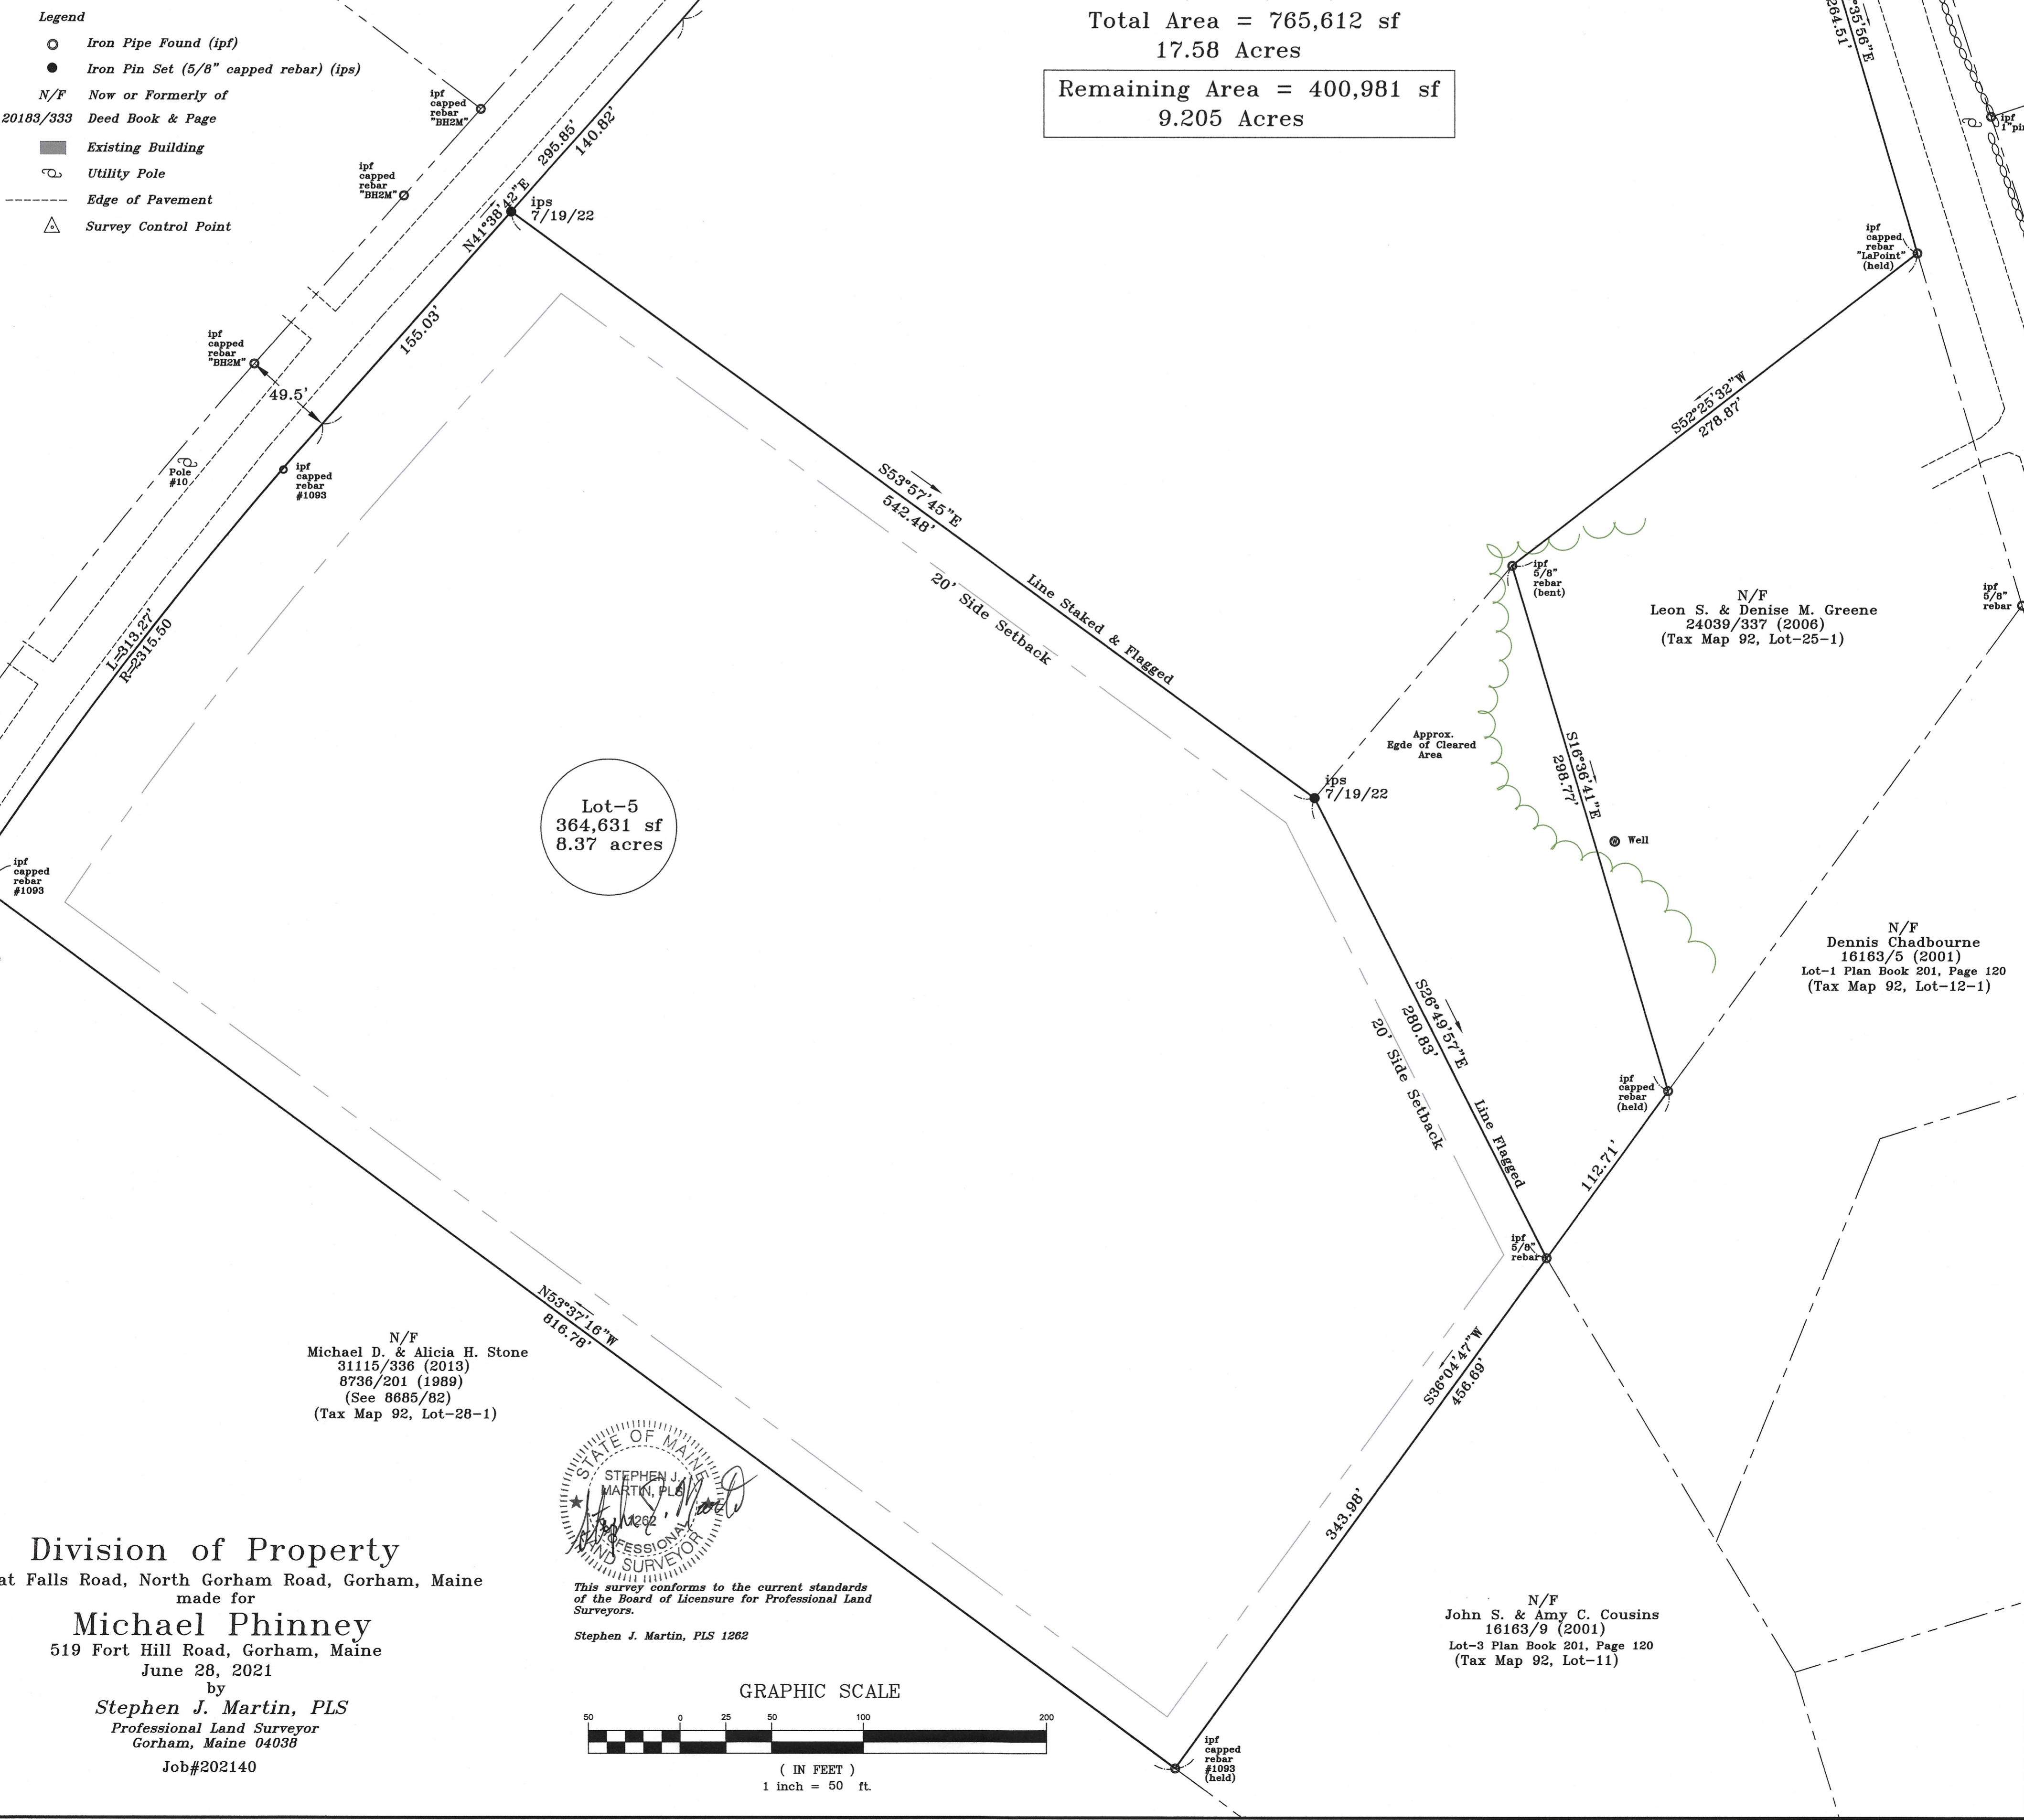 Legend
Iron Pipe Found (ipf)
Iron Pin Set (5/8" capped rebar) (ips)
N/F Now or Formerly of
20183/333 Deed Book & Page
Existing Building
Utility Pole
Edge of Pavement
Survey Control Point
Total Area = 765,612 sf
17.58 Acres
Remaining Area = 400,981 sf
9.205 Acres
ipf
capped
rebar
"BH2M"
ipf
capped
rebar
"BH2M"
ipf
capped
rebar
"BH2M"
295.85'
140.82'
N41°38'42"E
ips
7/19/22
155.03'
49.5'
Pole
#10
ipf
capped
rebar
#1093
L=313.27'
R=2315.50
ipf
capped
rebar
#1093
°35'56"E
264.51'
ipf
ipf
capped
rebar
"LaPoint"
(held)
S52°25'32"W
278.87'
S53°57'45"E
542.48'
Line Staked & Flagged
20' Side Setback
ipf
5/8"
rebar
(bent)
N/F
Leon S. & Denise M. Greene
24039/337 (2006)
(Tax Map 92, Lot-25-1)
ipf
5/8"
rebar
Approx.
Egde of Cleared
Area
S16°36'41"E
298.77'
ips
7/19/22
Well
Lot-5
364,631 sf
8.37 acres
N/F
Dennis Chadbourne
16163/5 (2001)
Lot-1 Plan Book 201, Page 120
(Tax Map 92, Lot-12-1)
S26°49'57"E
280.83'
20' Side Setback
Line Flagged
ipf
capped
rebar
(held)
112.71'
ipf
5/8"
rebar
N53°37'16"W
816.78'
S36°04'47"W
456.69'
343.98'
N/F
Michael D. & Alicia H. Stone
31115/336 (2013)
8736/201 (1989)
(See 8685/82)
(Tax Map 92, Lot-28-1)
STATE OF MAINE
STEPHEN J.
MARTIN, PLS
1262
PROFESSIONAL
LAND SURVEYOR
This survey conforms to the current standards
of the Board of Licensure for Professional Land
Surveyors.
Stephen J. Martin, PLS 1262
Division of Property
at Falls Road, North Gorham Road, Gorham, Maine
made for
Michael Phinney
519 Fort Hill Road, Gorham, Maine
June 28, 2021
by
Stephen J. Martin, PLS
Professional Land Surveyor
Gorham, Maine 04038
Job#202140
GRAPHIC SCALE
50 0 25 50 100 200
( IN FEET )
1 inch = 50 ft.
ipf
capped
rebar
#1093
(held)
N/F
John S. & Amy C. Cousins
16163/9 (2001)
Lot-3 Plan Book 201, Page 120
(Tax Map 92, Lot-11)